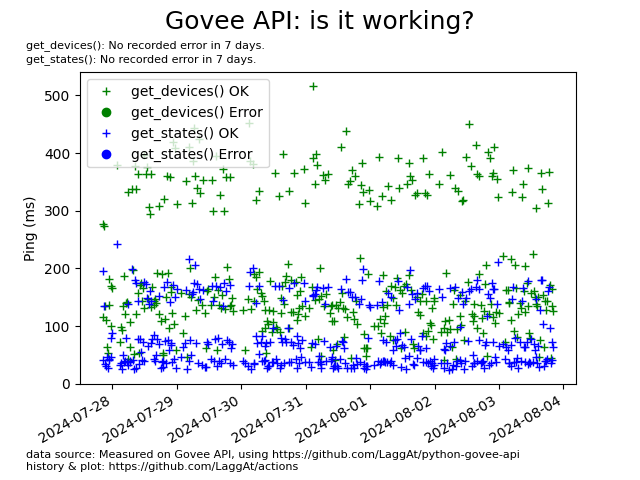 Govee API: is it working?
get_devices(): No recorded error in 7 days.
get_states(): No recorded error in 7 days.
get_devices() OK
get_devices() Error
get_states() OK
get_states() Error
Ping (ms)
500
400
300
200
100
0
2024-07-28
2024-07-29
2024-07-30
2024-07-31
2024-08-01
2024-08-02
2024-08-03
2024-08-04
data source: Measured on Govee API, using https://github.com/LaggAt/python-govee-api
history & plot: https://github.com/LaggAt/actions